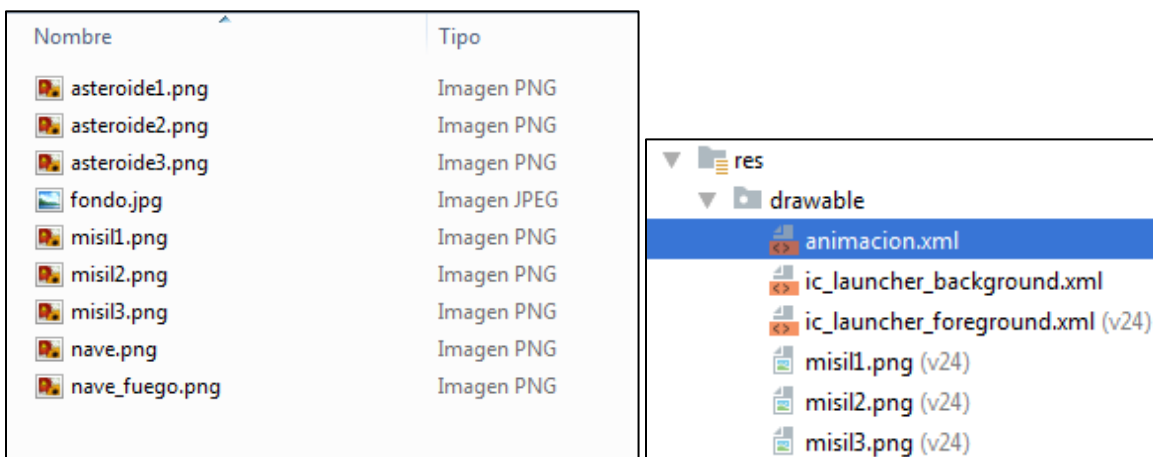 Nombre Tipo
asteroide1.png Imagen PNG
asteroide2.png Imagen PNG
asteroide3.png Imagen PNG
fondo.jpg Imagen JPEG
misil1.png Imagen PNG
misil2.png Imagen PNG
misil3.png Imagen PNG
nave.png Imagen PNG
nave_fuego.png Imagen PNG
res
drawable
animacion.xml
ic_launcher_background.xml
ic_launcher_foreground.xml (v24)
misil1.png (v24)
misil2.png (v24)
misil3.png (v24)